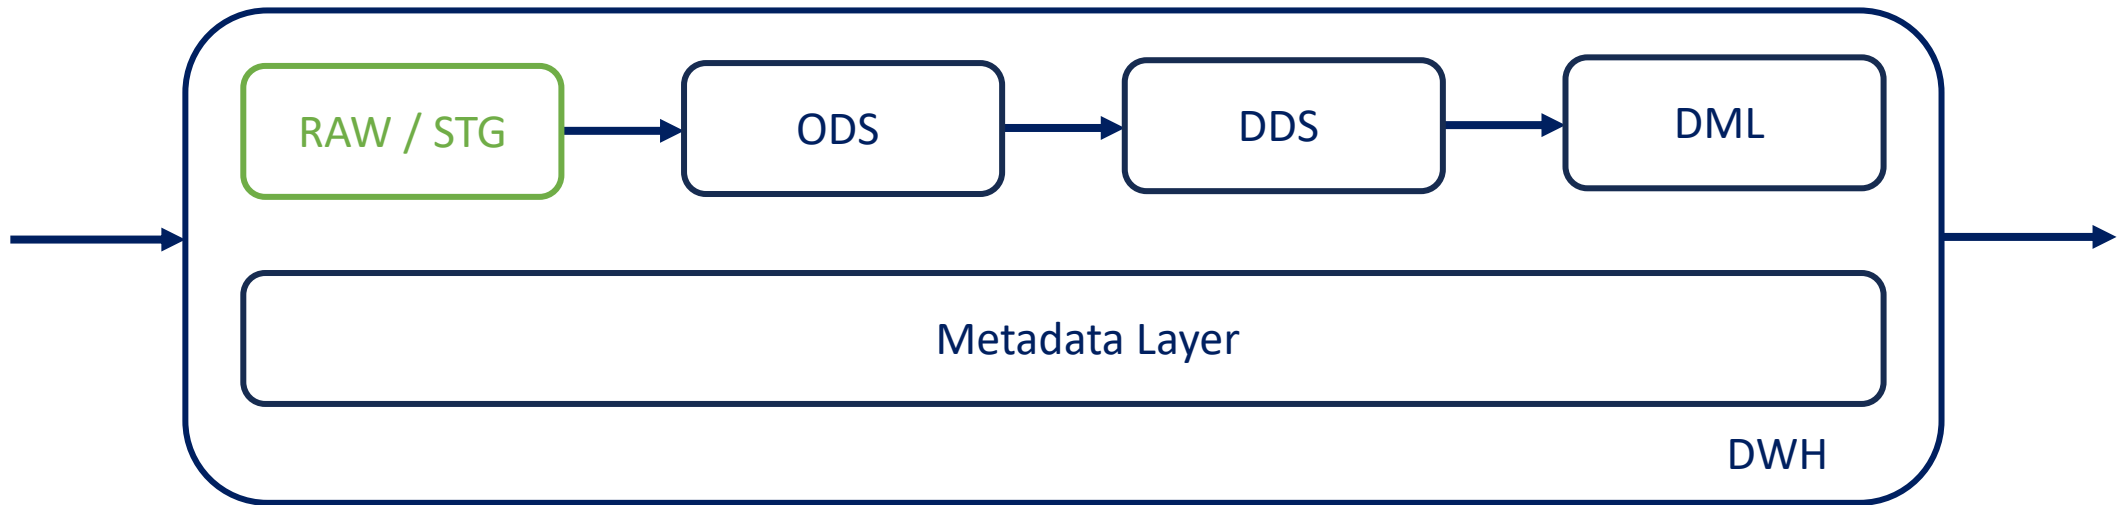 RAW / STG
ODS
DDS
DML
Metadata Layer
DWH